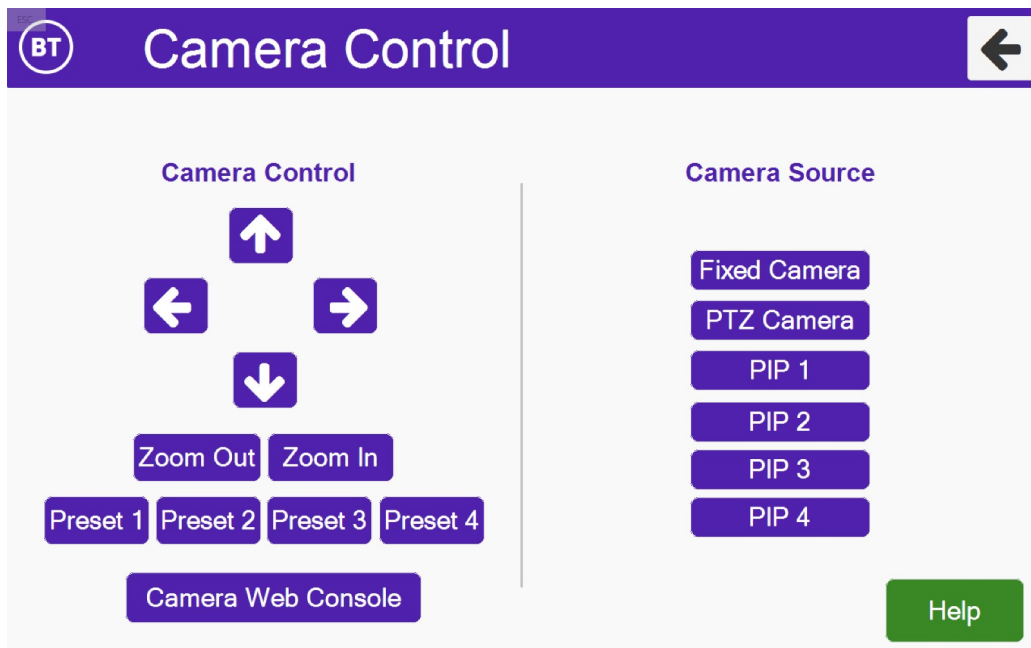 ESC
BT
Camera Control
Camera Control
Zoom Out
Zoom In
Preset 1
Preset 2
Preset 3
Preset 4
Camera Web Console
Camera Source
Fixed Camera
PTZ Camera
PIP 1
PIP 2
PIP 3
PIP 4
Help